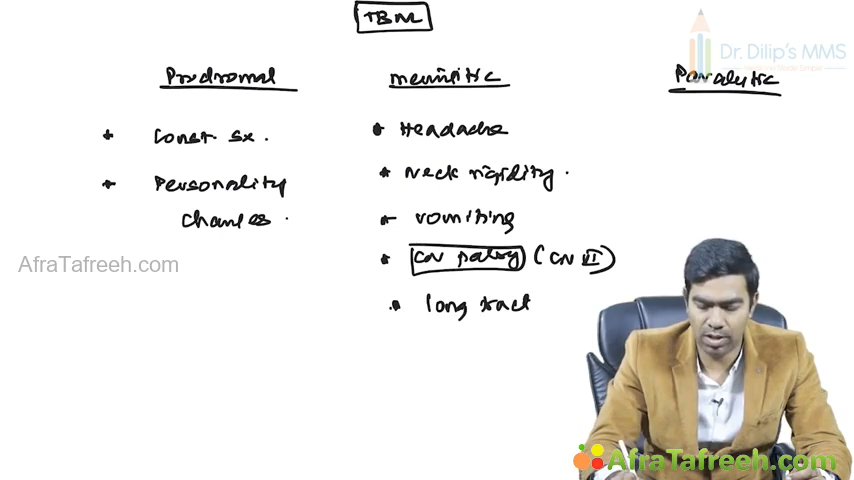 TBM
Dr. Dilip's MMS
Prodromal
meningitic
Paralytic
* Const. sx.
* Headache
* Personality changes.
* Neck rigidity.
* vomiting
* CN palsy (CN VI)
* long tract
AfraTafreeh.com
AfraTafreeh.com